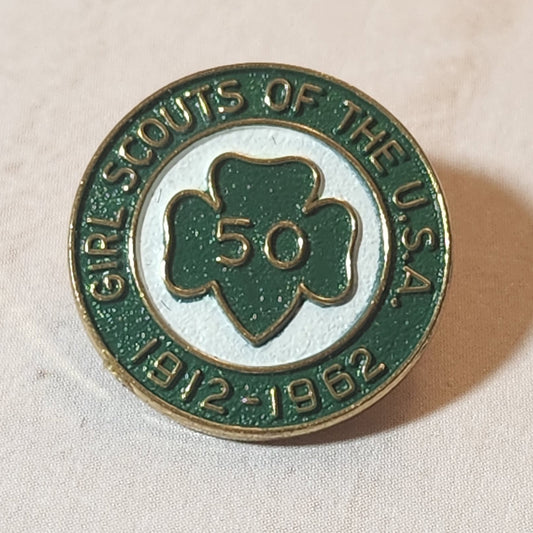 GIRL SCOUTS OF THE U.S.A.
50
1912-1962